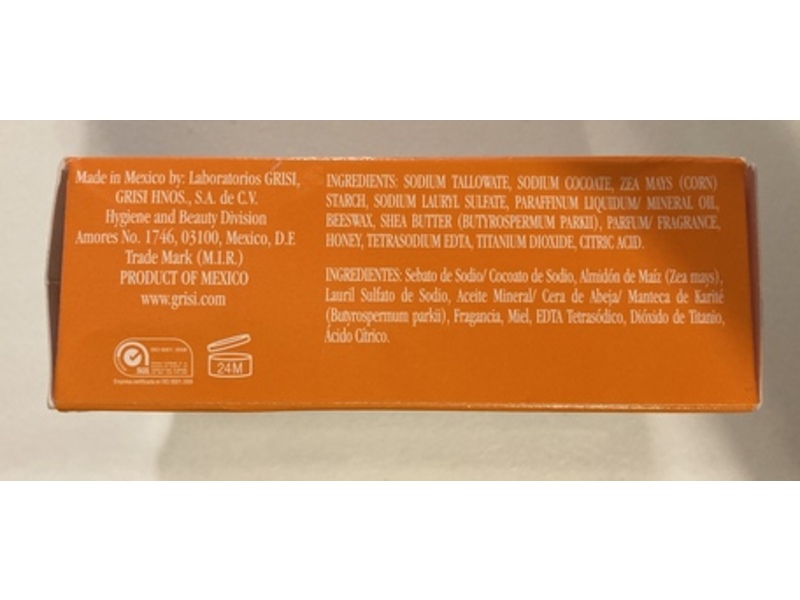 Made in Mexico by: Laboratorios GRISI,
GRISI HNOS., S.A. de C.V.
Hygiene and Beauty Division
Amores No. 1746, 03100, Mexico, D.F.
Trade Mark (M.I.R.)
PRODUCT OF MEXICO
www.grisi.com
SGS
24M
INGREDIENTS: SODIUM TALLOWATE, SODIUM COCOATE, ZEA MAYS (CORN)
STARCH, SODIUM LAURYL SULFATE, PARAFFINUM LIQUIDUM/ MINERAL OIL,
BEESWAX, SHEA BUTTER (BUTYROSPERMUM PARKII), PARFUM/ FRAGRANCE,
HONEY, TETRASODIUM EDTA, TITANIUM DIOXIDE, CITRIC ACID.
INGREDIENTES: Sebato de Sodio/ Cocoato de Sodio, Almidón de Maíz (Zea mays),
Lauril Sulfato de Sodio, Aceite Mineral/ Cera de Abeja/ Manteca de Karité
(Butyrospermum parkii), Fragancia, Miel, EDTA Tetrasódico, Dióxido de Titanio,
Ácido Cítrico.